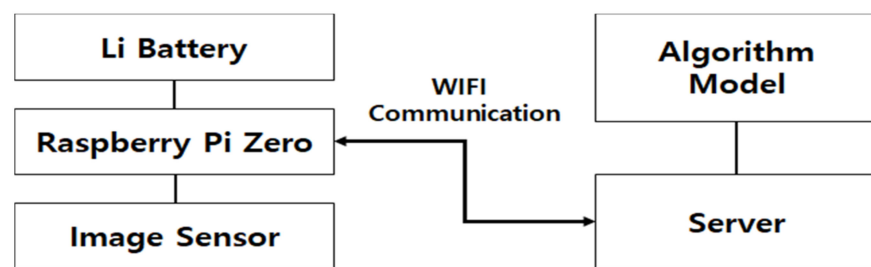 Li Battery
Raspberry Pi Zero
Image Sensor
WIFI
Communication
Algorithm
Model
Server